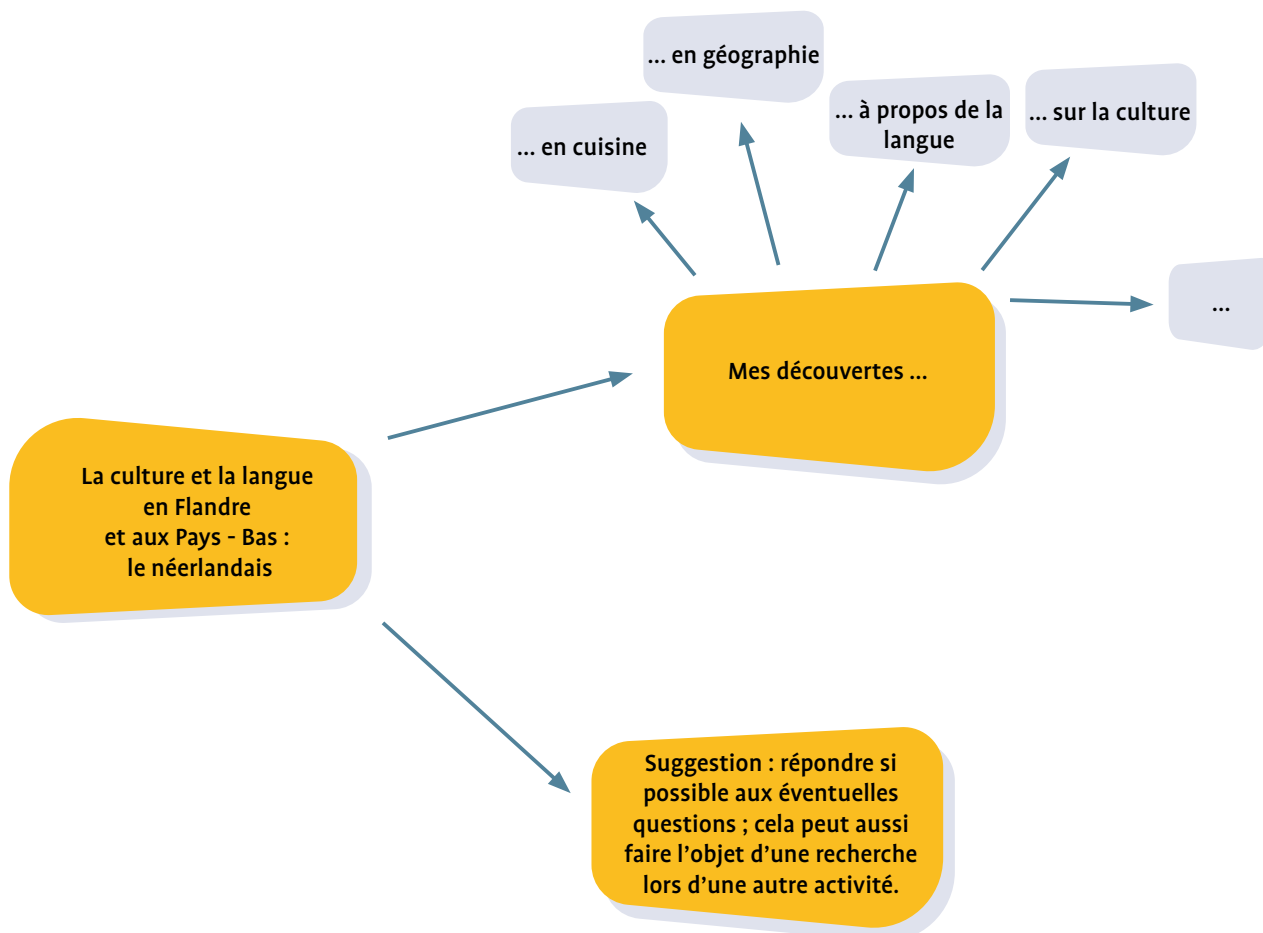 ... en géographie
... à propos de la
langue
... sur la culture
... en cuisine
...
Mes découvertes ...
La culture et la langue
en Flandre
et aux Pays - Bas :
le néerlandais
Suggestion : répondre si
possible aux éventuelles
questions ; cela peut aussi
faire l’objet d’une recherche
lors d’une autre activité.